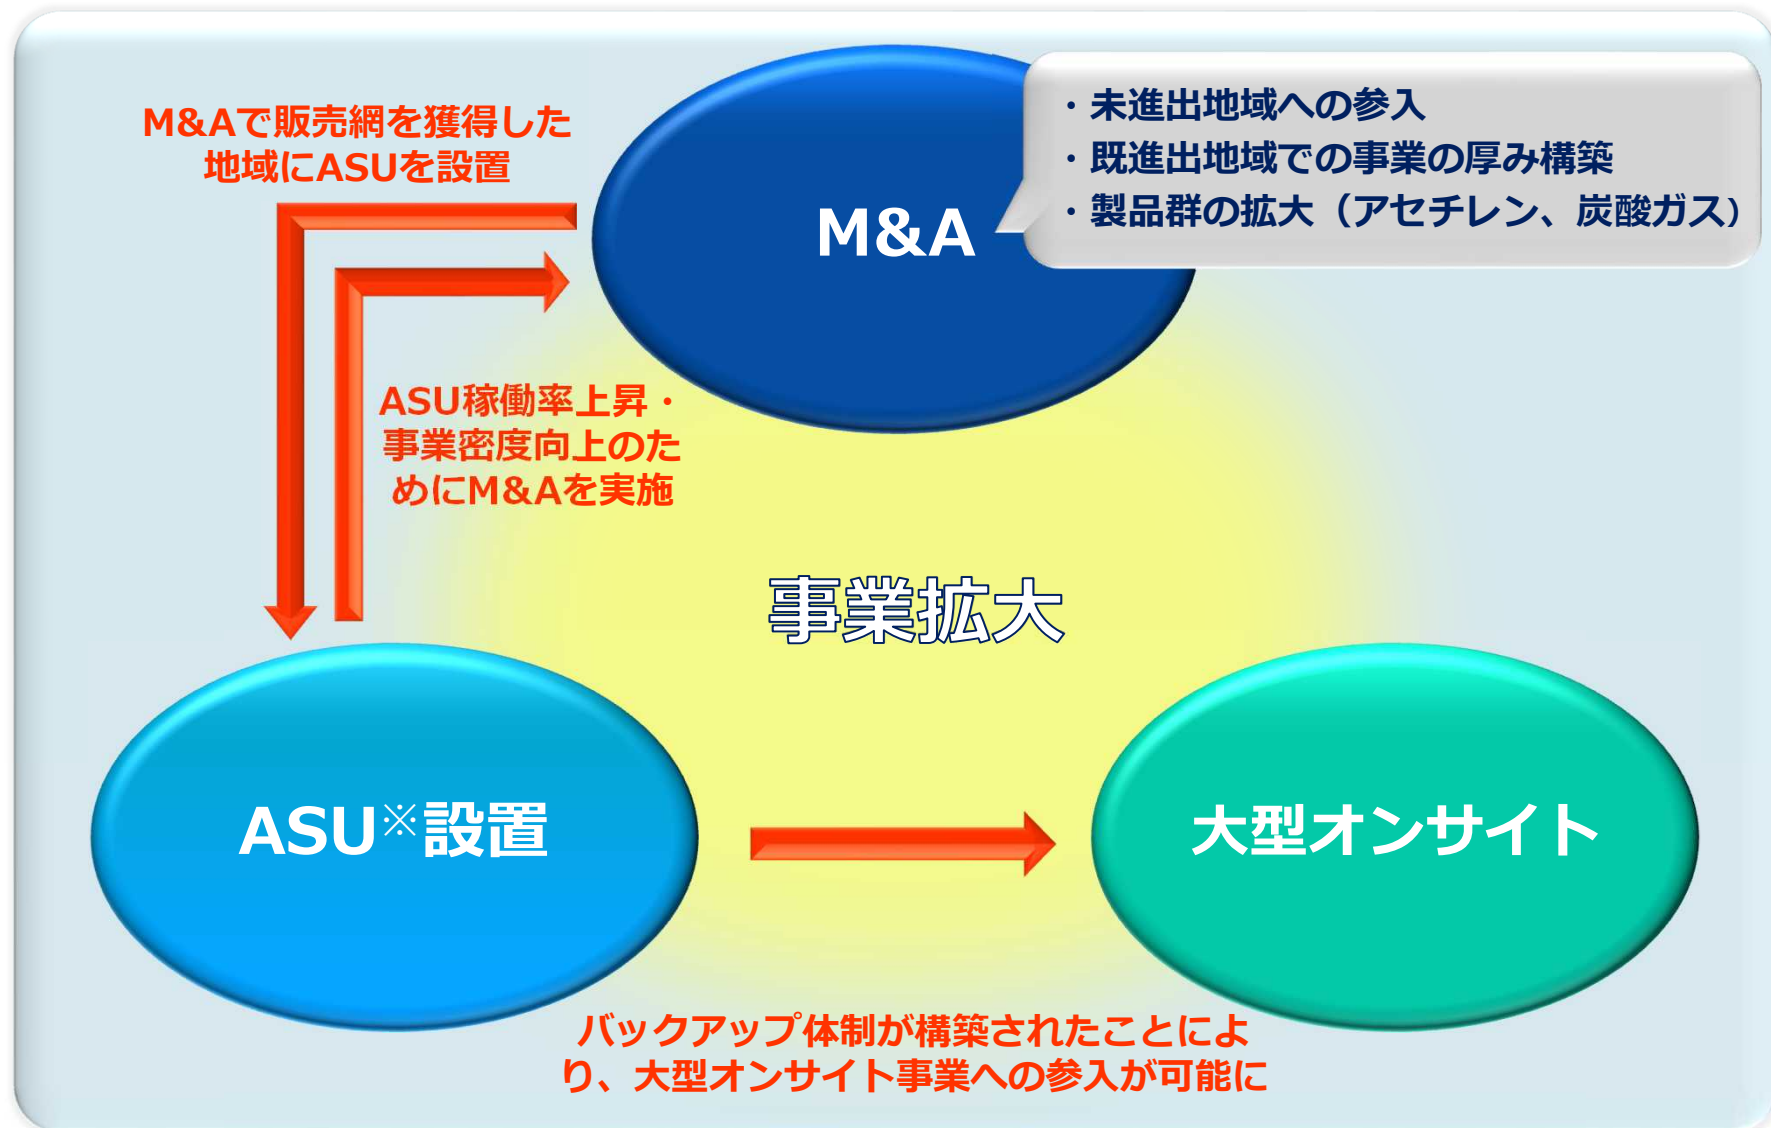 M&Aで販売網を獲得した
地域にASUを設置
M&A
・未進出地域への参入
・既進出地域での事業の厚み構築
・製品群の拡大（アセチレン、炭酸ガス）
ASU稼働率上昇・
事業密度向上のた
めにM&Aを実施
事業拡大
ASU※設置
大型オンサイト
バックアップ体制が構築されたことによ
り、大型オンサイト事業への参入が可能に